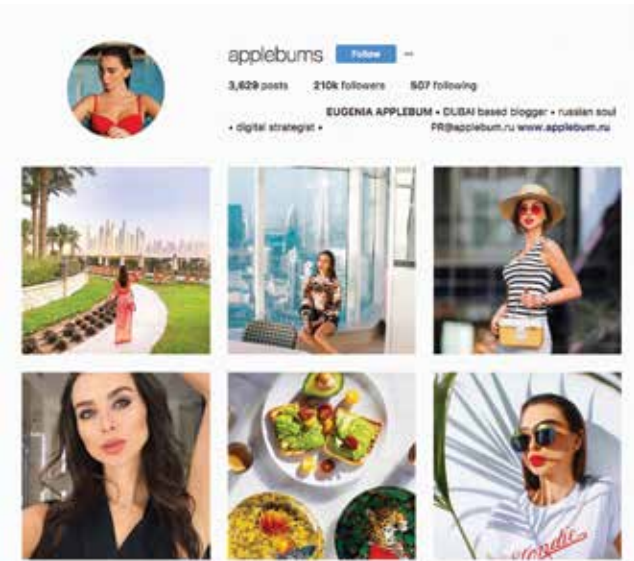 applebums Follow ...
3,629 posts 210k followers 507 following
EUGENIA APPLEBUM • DUBAI based blogger • russian soul
• digital strategist • PR@applebum.ru www.applebum.ru
Blondie